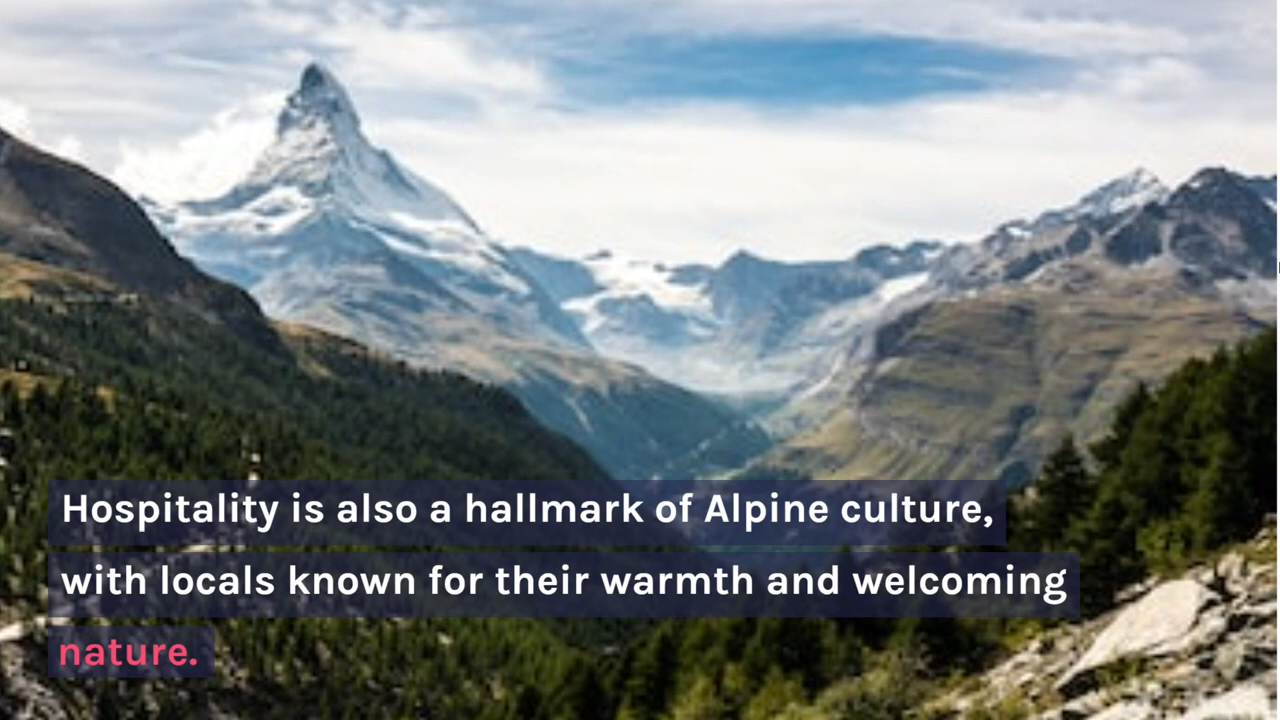 Hospitality is also a hallmark of Alpine culture,
with locals known for their warmth and welcoming
nature.